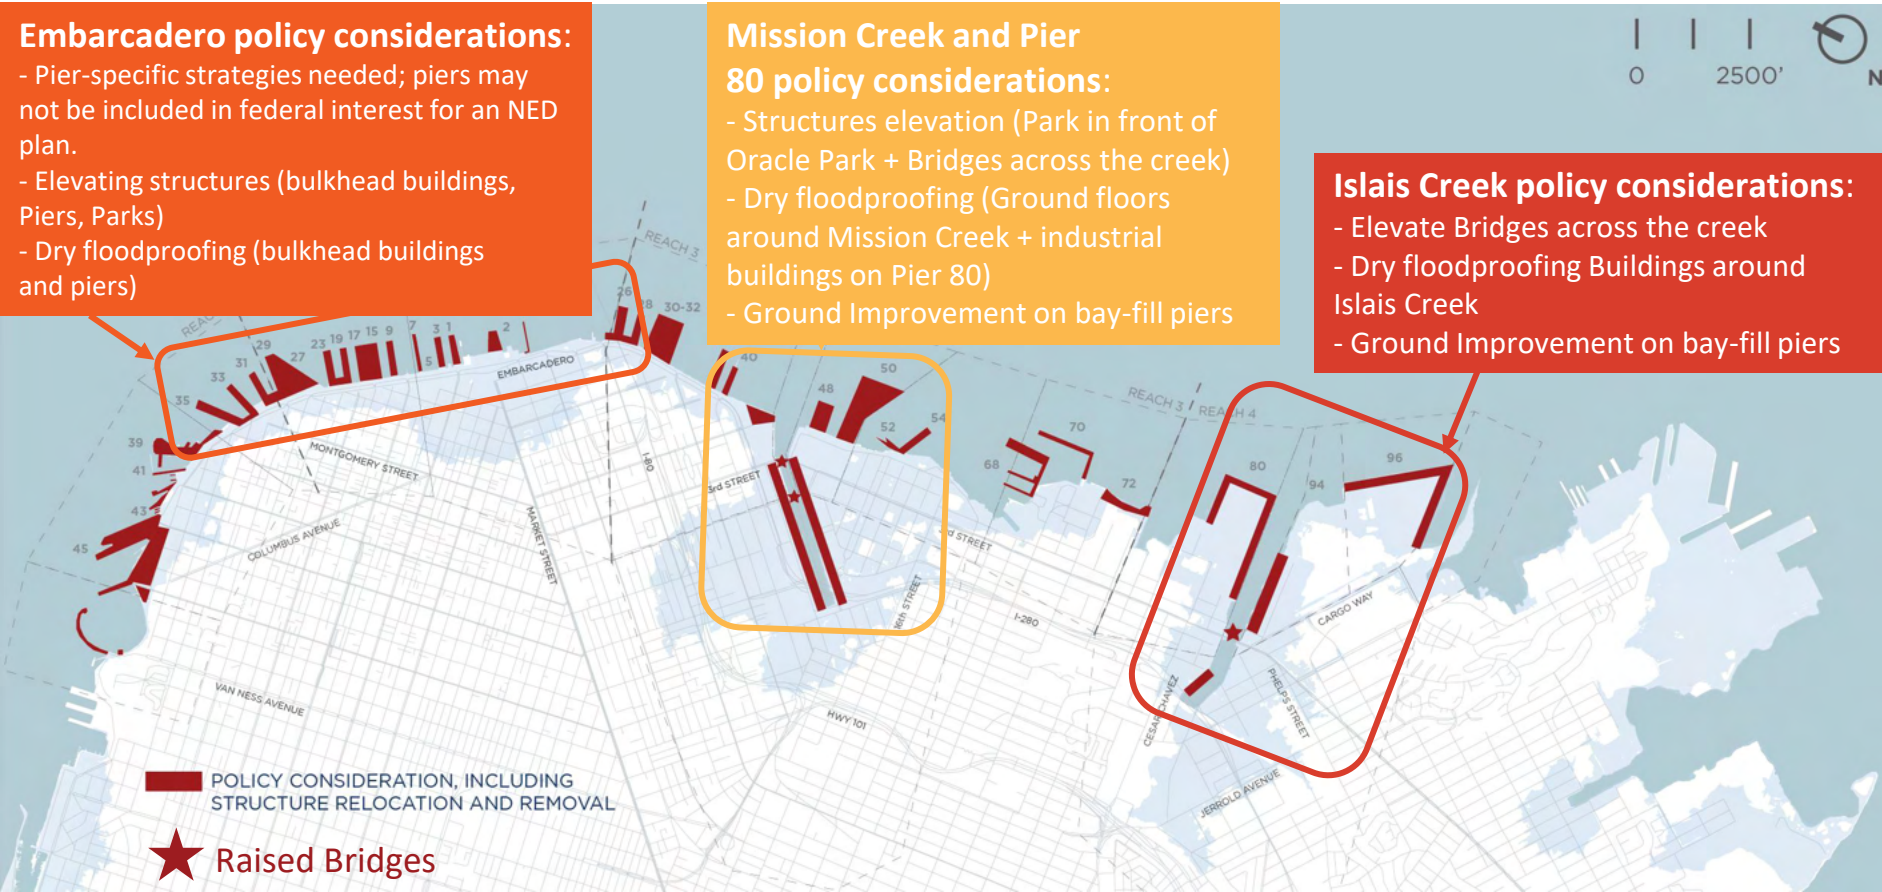 Embarcadero policy considerations:
- Pier-specific strategies needed; piers may
not be included in federal interest for an NED
plan.
- Elevating structures (bulkhead buildings,
Piers, Parks)
- Dry floodproofing (bulkhead buildings
and piers)
Mission Creek and Pier
80 policy considerations:
- Structures elevation (Park in front of
Oracle Park + Bridges across the creek)
- Dry floodproofing (Ground floors
around Mission Creek + industrial
buildings on Pier 80)
- Ground Improvement on bay-fill piers
Islais Creek policy considerations:
- Elevate Bridges across the creek
- Dry floodproofing Buildings around
Islais Creek
- Ground Improvement on bay-fill piers
0
2500'
N
REACH 3
REACH 3 / REACH 4
45
43
41
39
35
33
31
29
27
23
19
17
15
9
7
5
3
1
2
26
28
30-32
40
48
50
52
54
68
70
72
80
94
96
EMBARCADERO
MONTGOMERY STREET
COLUMBUS AVENUE
MARKET STREET
I-80
3rd STREET
d STREET
16th STREET
I-280
VAN NESS AVENUE
HWY 101
CESAR CHAVEZ
CARGO WAY
PHELPS STREET
JERROLD AVENUE
POLICY CONSIDERATION, INCLUDING
STRUCTURE RELOCATION AND REMOVAL
Raised Bridges